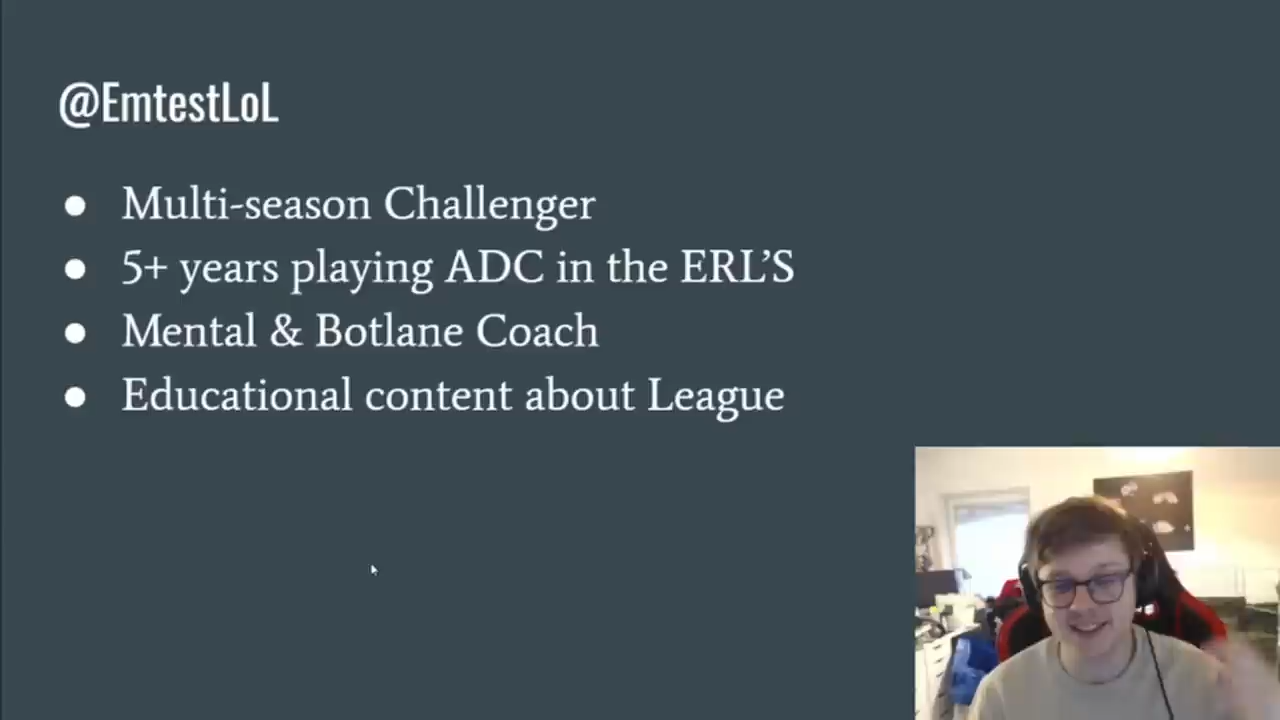 @EmtestLoL
● Multi-season Challenger
● 5+ years playing ADC in the ERL’S
● Mental & Botlane Coach
● Educational content about League